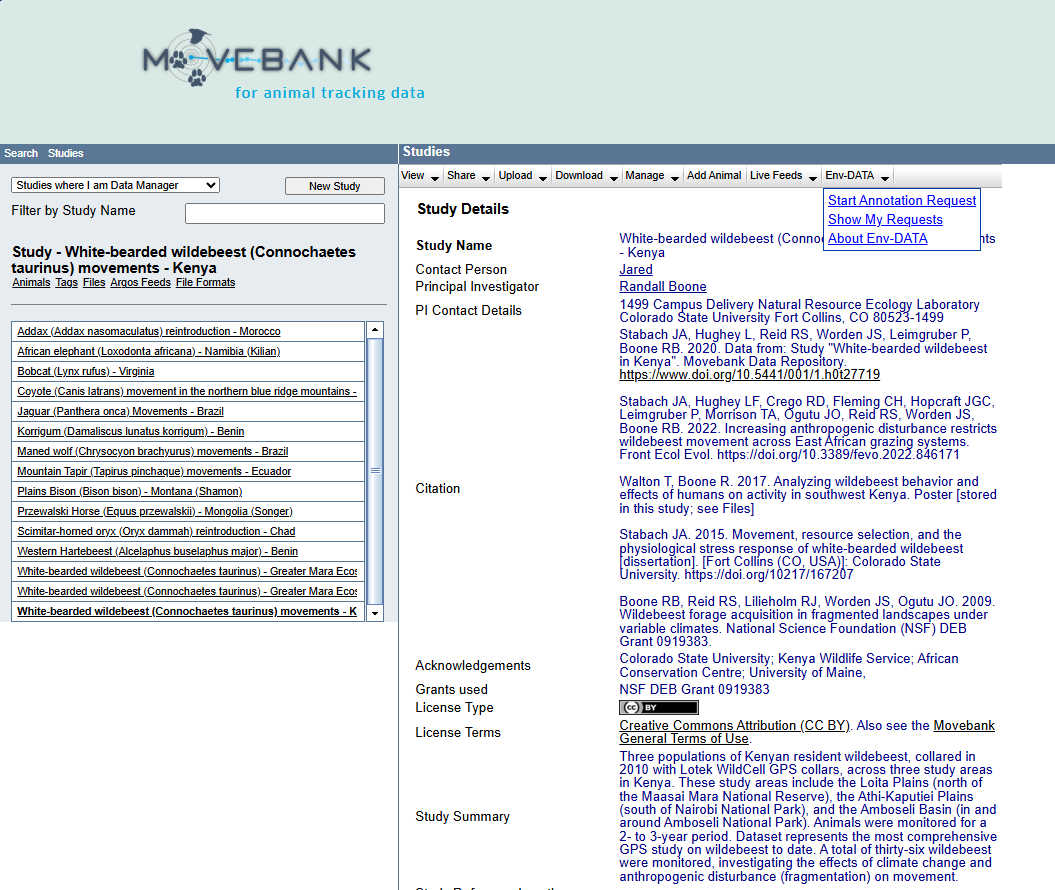 MOVEBANK
for animal tracking data
Search Studies
Studies
Studies where I am Data Manager
New Study
Filter by Study Name
Study - White-bearded wildebeest (Connochaetes
taurinus) movements - Kenya
Animals Tags Files Argos Feeds File Formats
Addax (Addax nasomaculatus) reintroduction - Morocco
African elephant (Loxodonta africana) - Namibia (Kilian)
Bobcat (Lynx rufus) - Virginia
Coyote (Canis latrans) movement in the northern blue ridge mountains -
Jaguar (Panthera onca) Movements - Brazil
Korrigum (Damaliscus lunatus korrigum) - Benin
Maned wolf (Chrysocyon brachyurus) movements - Brazil
Mountain Tapir (Tapirus pinchaque) movements - Ecuador
Plains Bison (Bison bison) - Montana (Shamon)
Przewalski Horse (Equus przewalskii) - Mongolia (Songer)
Scimitar-horned oryx (Oryx dammah) reintroduction - Chad
Western Hartebeest (Alcelaphus buselaphus major) - Benin
White-bearded wildebeest (Connochaetes taurinus) - Greater Mara Ecos
White-bearded wildebeest (Connochaetes taurinus) - Greater Mara Ecos
White-bearded wildebeest (Connochaetes taurinus) movements - K
View Share Upload Download Manage Add Animal Live Feeds Env-DATA
Start Annotation Request
Show My Requests
About Env-DATA
Study Details
Study Name
White-bearded wildebeest (Conno nts
- Kenya
Contact Person
Jared
Principal Investigator
Randall Boone
PI Contact Details
1499 Campus Delivery Natural Resource Ecology Laboratory
Colorado State University Fort Collins, CO 80523-1499
Citation
Stabach JA, Hughey L, Reid RS, Worden JS, Leimgruber P,
Boone RB. 2020. Data from: Study "White-bearded wildebeest
in Kenya". Movebank Data Repository.
https://www.doi.org/10.5441/001/1.h0t27719
Stabach JA, Hughey LF, Crego RD, Fleming CH, Hopcraft JGC,
Leimgruber P, Morrison TA, Ogutu JO, Reid RS, Worden JS,
Boone RB. 2022. Increasing anthropogenic disturbance restricts
wildebeest movement across East African grazing systems.
Front Ecol Evol. https://doi.org/10.3389/fevo.2022.846171
Walton T, Boone R. 2017. Analyzing wildebeest behavior and
effects of humans on activity in southwest Kenya. Poster [stored
in this study; see Files]
Stabach JA. 2015. Movement, resource selection, and the
physiological stress response of white-bearded wildebeest
[dissertation]. [Fort Collins (CO, USA)]: Colorado State
University. https://doi.org/10217/167207
Boone RB, Reid RS, Lilieholm RJ, Worden JS, Ogutu JO. 2009.
Wildebeest forage acquisition in fragmented landscapes under
variable climates. National Science Foundation (NSF) DEB
Grant 0919383.
Acknowledgements
Colorado State University; Kenya Wildlife Service; African
Conservation Centre; University of Maine,
Grants used
NSF DEB Grant 0919383
License Type
cc BY
License Terms
Creative Commons Attribution (CC BY). Also see the Movebank
General Terms of Use.
Study Summary
Three populations of Kenyan resident wildebeest, collared in
2010 with Lotek WildCell GPS collars, across three study areas
in Kenya. These study areas include the Loita Plains (north of
the Maasai Mara National Reserve), the Athi-Kaputiei Plains
(south of Nairobi National Park), and the Amboseli Basin (in and
around Amboseli National Park). Animals were monitored for a
2- to 3-year period. Dataset represents the most comprehensive
GPS study on wildebeest to date. A total of thirty-six wildebeest
were monitored, investigating the effects of climate change and
anthropogenic disturbance (fragmentation) on movement.